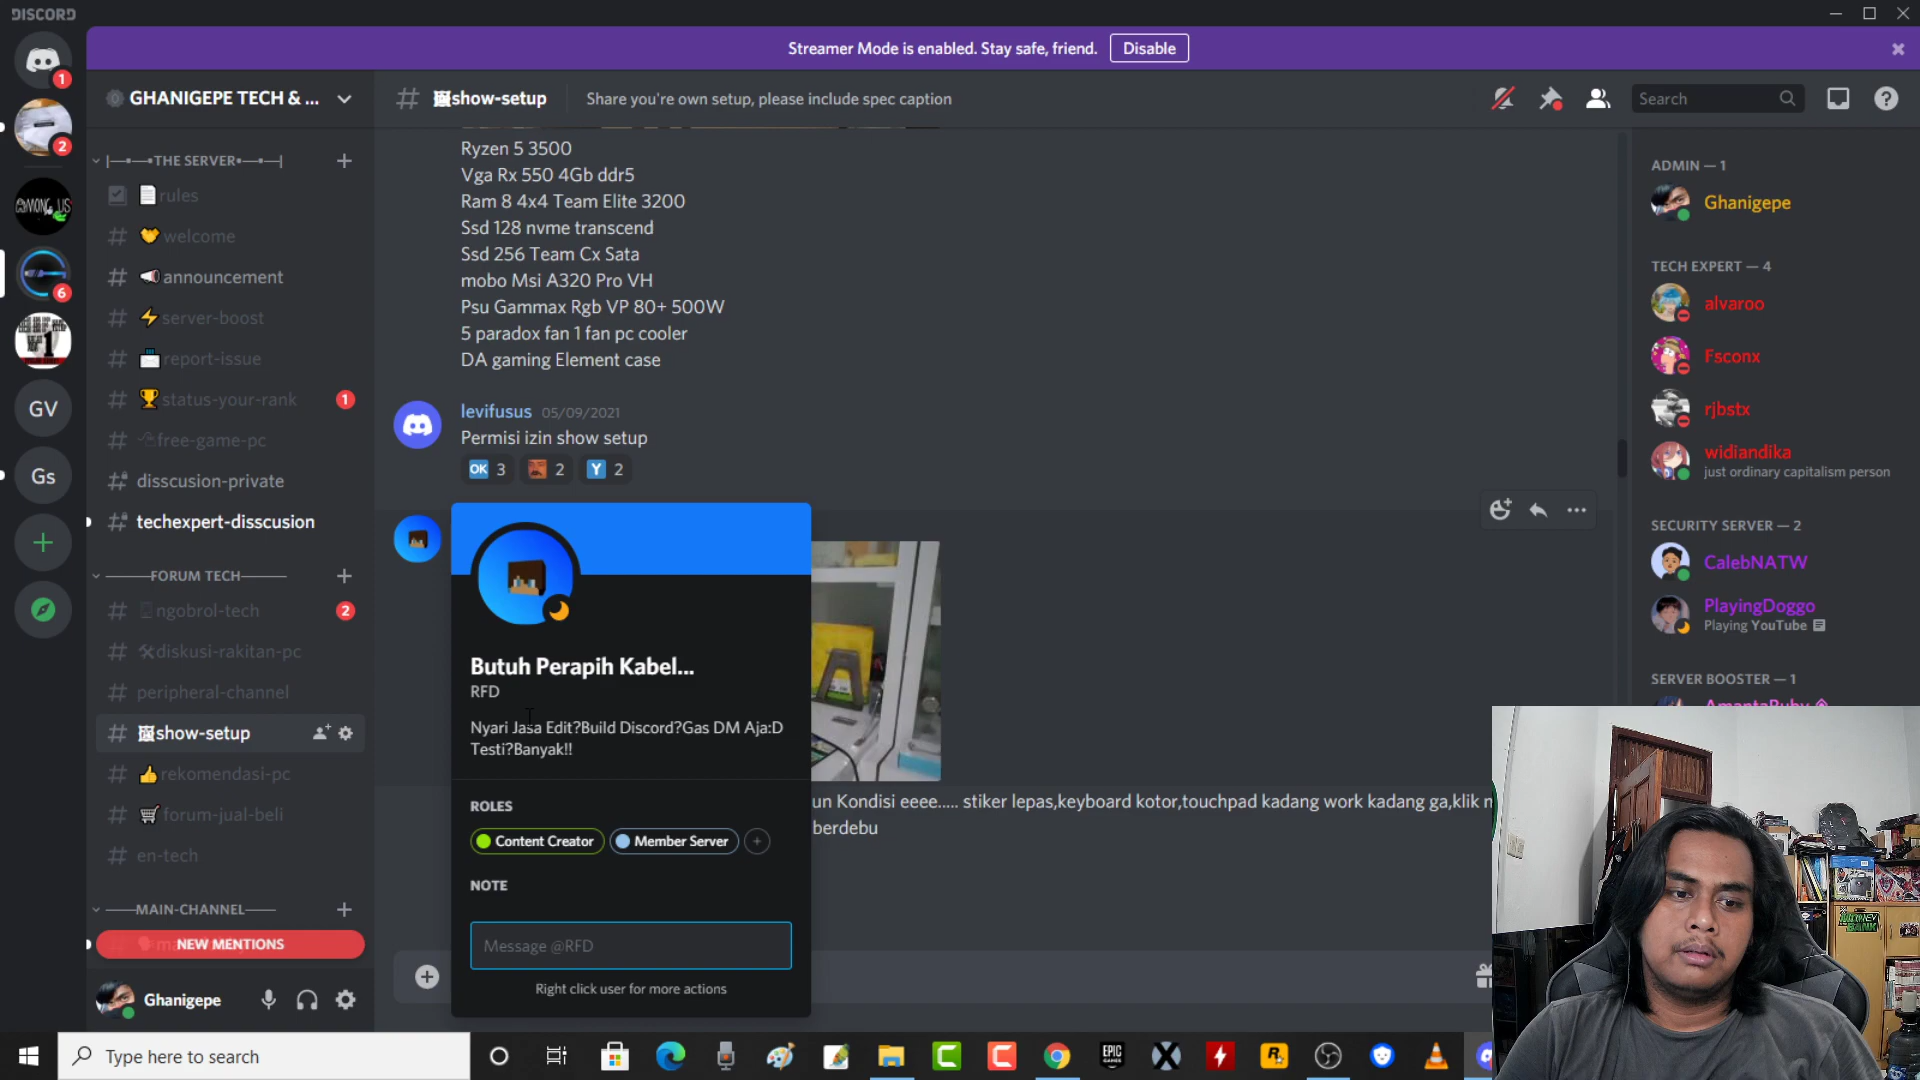 DISCORD
Streamer Mode is enabled. Stay safe, friend.
Disable
1
2
6
GV
Gs
GHANIGEPE TECH & ...
THE SERVER
rules
welcome
announcement
server-boost
report-issue
status-your-rank
1
free-game-pc
disscusion-private
techexpert-disscusion
FORUM TECH
ngobrol-tech
2
diskusi-rakitan-pc
peripheral-channel
show-setup
rekomendasi-pc
forum-jual-beli
en-tech
MAIN-CHANNEL
NEW MENTIONS
Ghanigepe
show-setup
Share you're own setup, please include spec caption
Search
Ryzen 5 3500
Vga Rx 550 4Gb ddr5
Ram 8 4x4 Team Elite 3200
Ssd 128 nvme transcend
Ssd 256 Team Cx Sata
mobo Msi A320 Pro VH
Psu Gammax Rgb VP 80+ 500W
5 paradox fan 1 fan pc cooler
DA gaming Element case
levifusus 05/09/2021
Permisi izin show setup
OK 3
2
Y 2
Butuh Perapih Kabel...
RFD
Nyari Jasa Edit?Build Discord?Gas DM Aja:D
Testi?Banyak!!
ROLES
Content Creator
Member Server
NOTE
Message @RFD
Right click user for more actions
un Kondisi eeee..... stiker lepas,keyboard kotor,touchpad kadang work kadang ga,klik
berdebu
ADMIN — 1
Ghanigepe
TECH EXPERT — 4
alvaroo
Fsconx
rjbstx
widiandika
just ordinary capitalism person
SECURITY SERVER — 2
CalebNATW
PlayingDoggo
Playing YouTube
SERVER BOOSTER — 1
Type here to search
EPIC
GAMES